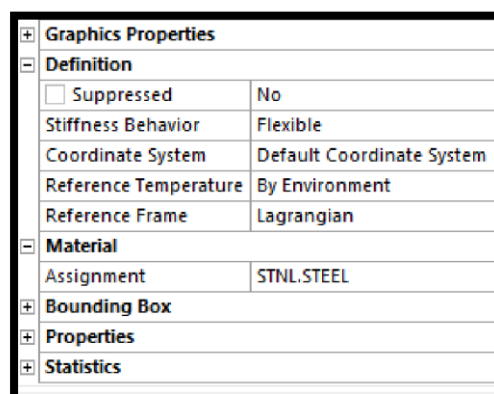 Graphics Properties
Definition
Suppressed No
Stiffness Behavior Flexible
Coordinate System Default Coordinate System
Reference Temperature By Environment
Reference Frame Lagrangian
Material
Assignment STNL.STEEL
Bounding Box
Properties
Statistics